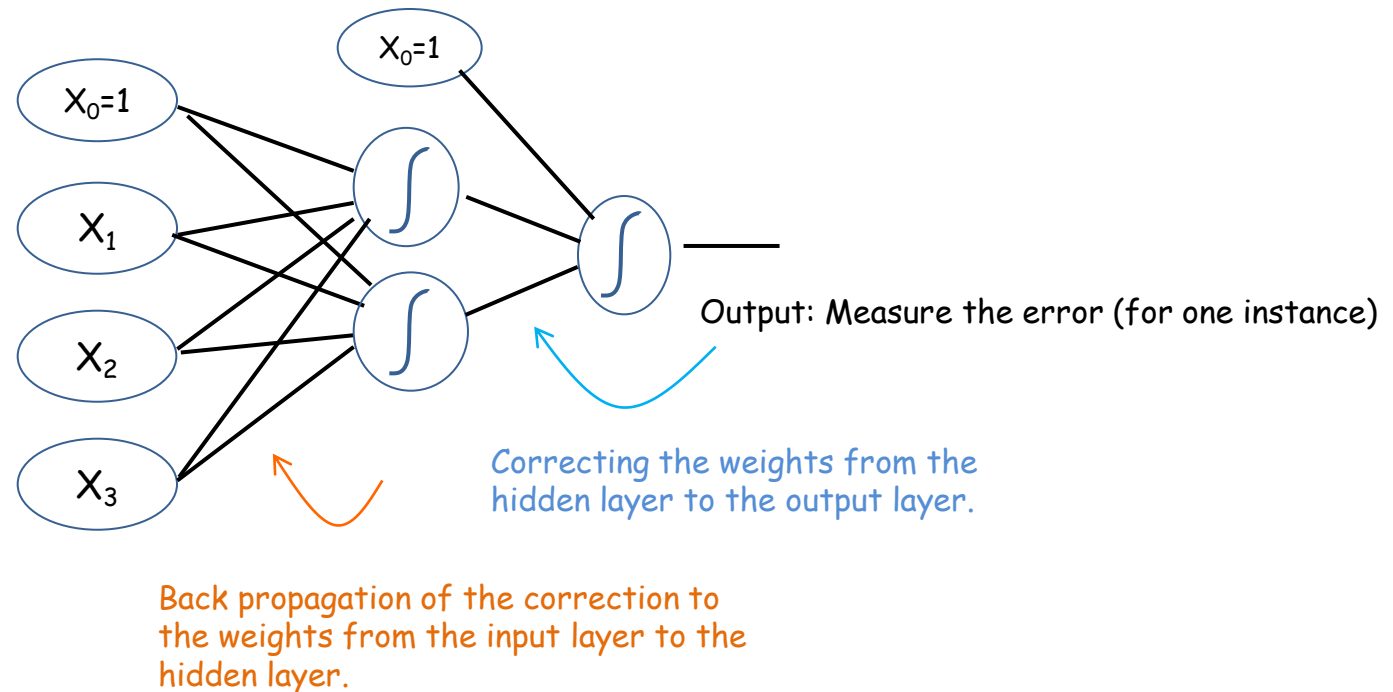 X₀=1
X₀=1
X₁
X₂
X₃
∫
∫
∫
Output: Measure the error (for one instance)
Correcting the weights from the
hidden layer to the output layer.
Back propagation of the correction to
the weights from the input layer to the
hidden layer.